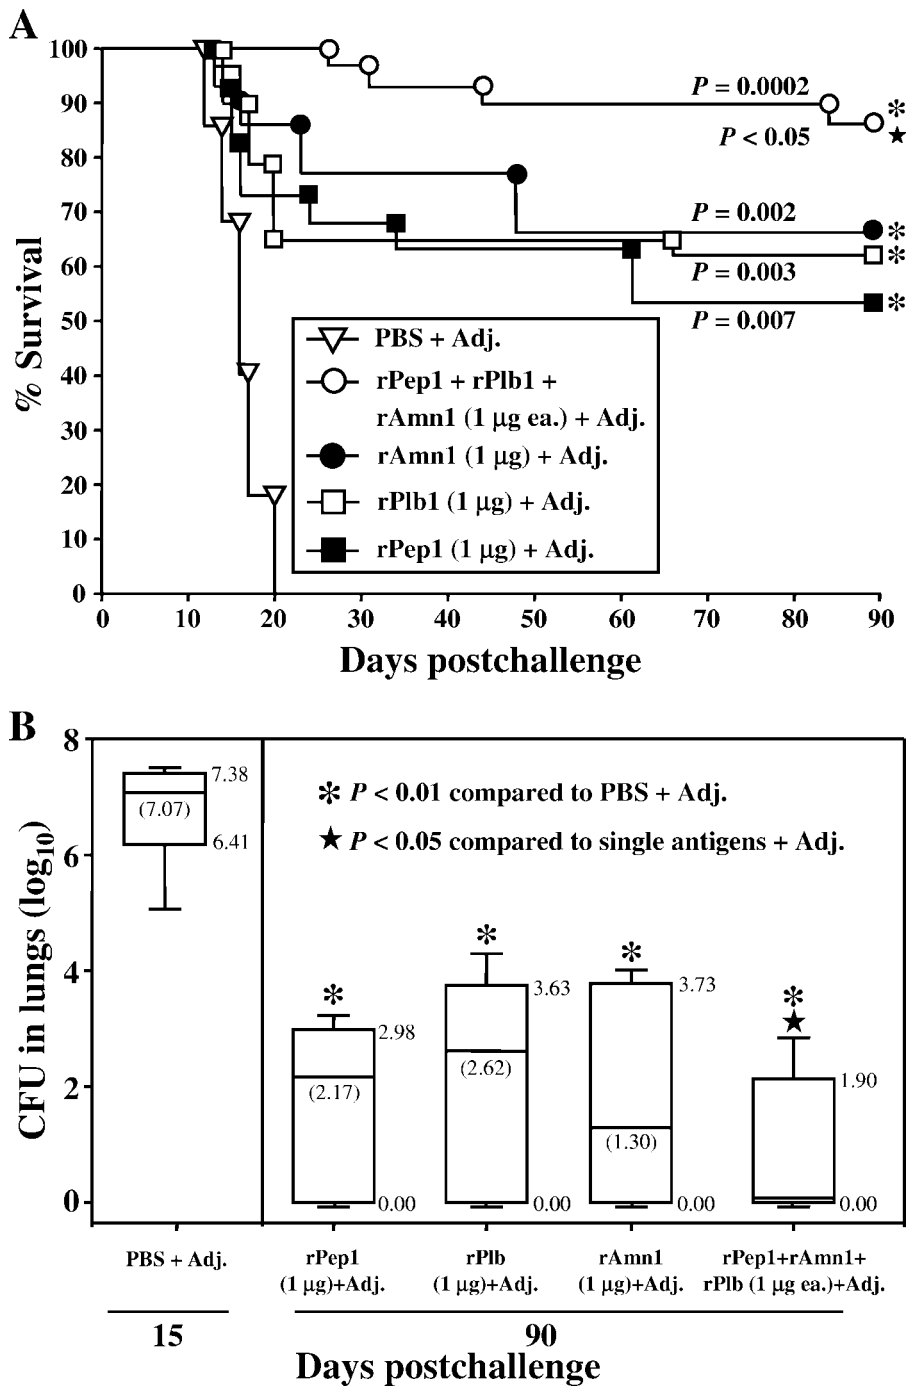 A
100
90
80
70
60
50
40
30
20
10
0
% Survival
P = 0.0002
*
P < 0.05
★
P = 0.002
*
*
P = 0.003
*
P = 0.007
PBS + Adj.
rPep1 + rPlb1 +
rAmn1 (1 μg ea.) + Adj.
rAmn1 (1 μg) + Adj.
rPlb1 (1 μg) + Adj.
rPep1 (1 μg) + Adj.
0 10 20 30 40 50 60 70 80 90
Days postchallenge
B
8
6
4
2
0
CFU in lungs (log10)
7.38
(7.07)
6.41
* P < 0.01 compared to PBS + Adj.
★ P < 0.05 compared to single antigens + Adj.
*
2.98
(2.17)
0.00
*
3.63
(2.62)
0.00
*
3.73
(1.30)
0.00
*
★
1.90
0.00
PBS + Adj.
rPep1
(1 μg)+Adj.
rPlb
(1 μg)+Adj.
rAmn1
(1 μg)+Adj.
rPep1+rAmn1+
rPlb (1 μg ea.)+Adj.
15
90
Days postchallenge